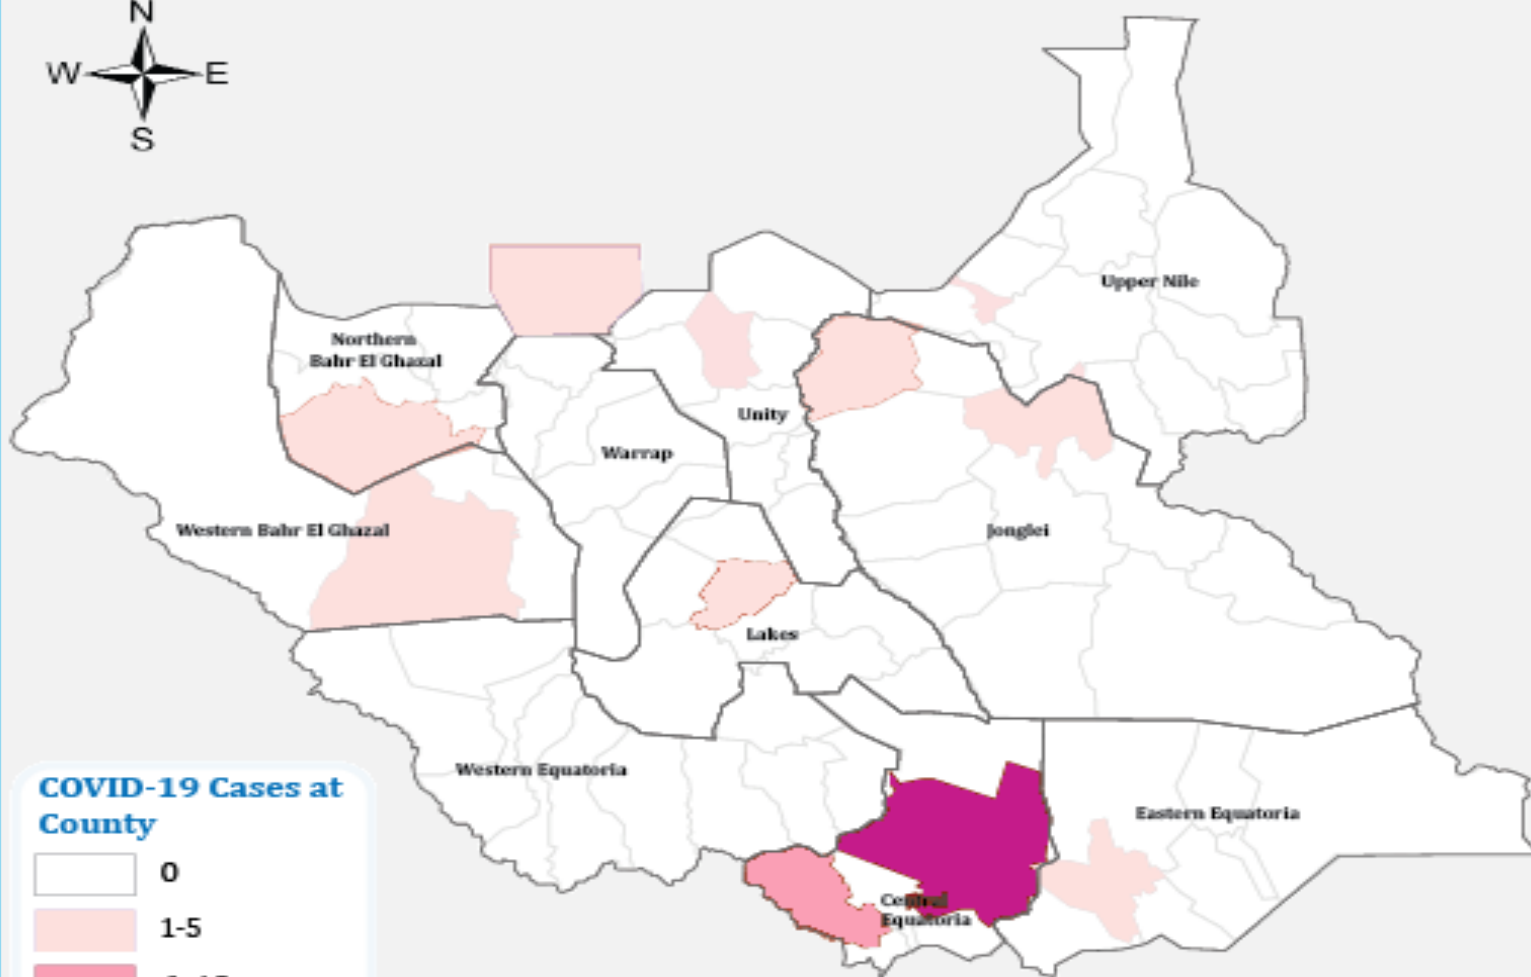 N
W E
S
Upper Nile
Northern
Bahr El Ghazal
Unity
Warrap
Western Bahr El Ghazal
Jonglei
Lakes
Western Equatoria
Eastern Equatoria
Central
Equatoria
COVID-19 Cases at
County
0
1-5